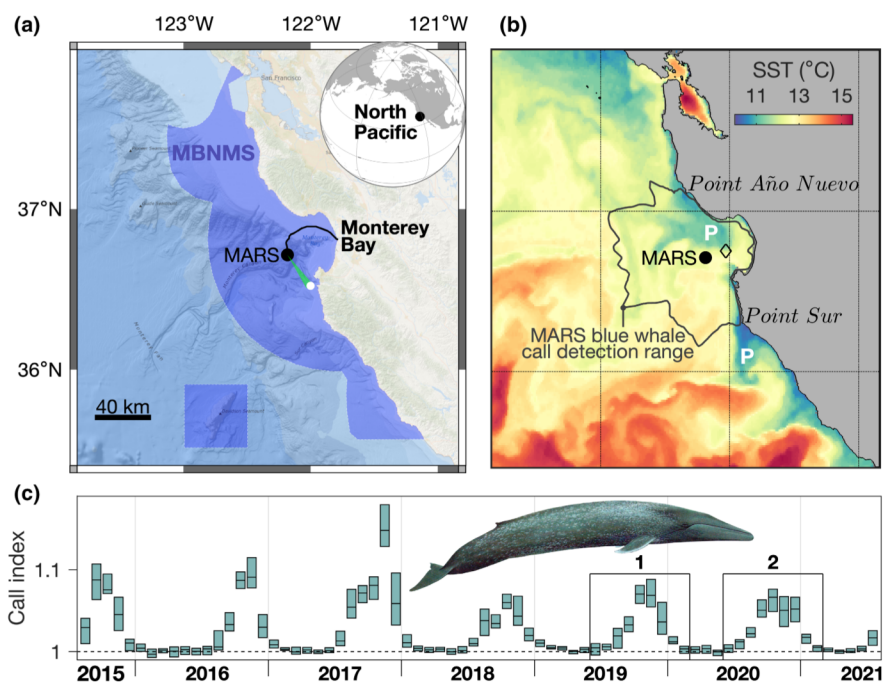 (a)
123°W 122°W 121°W
San Francisco
North
Pacific
MBNMS
37°N
Monterey
Bay
MARS
36°N
40 km
(b)
SST (°C)
11 13 15
Point Año Nuevo
P
MARS
Point Sur
MARS blue whale
call detection range
P
(c)
Call index
1.1
1
1
2
2015 2016 2017 2018 2019 2020 2021